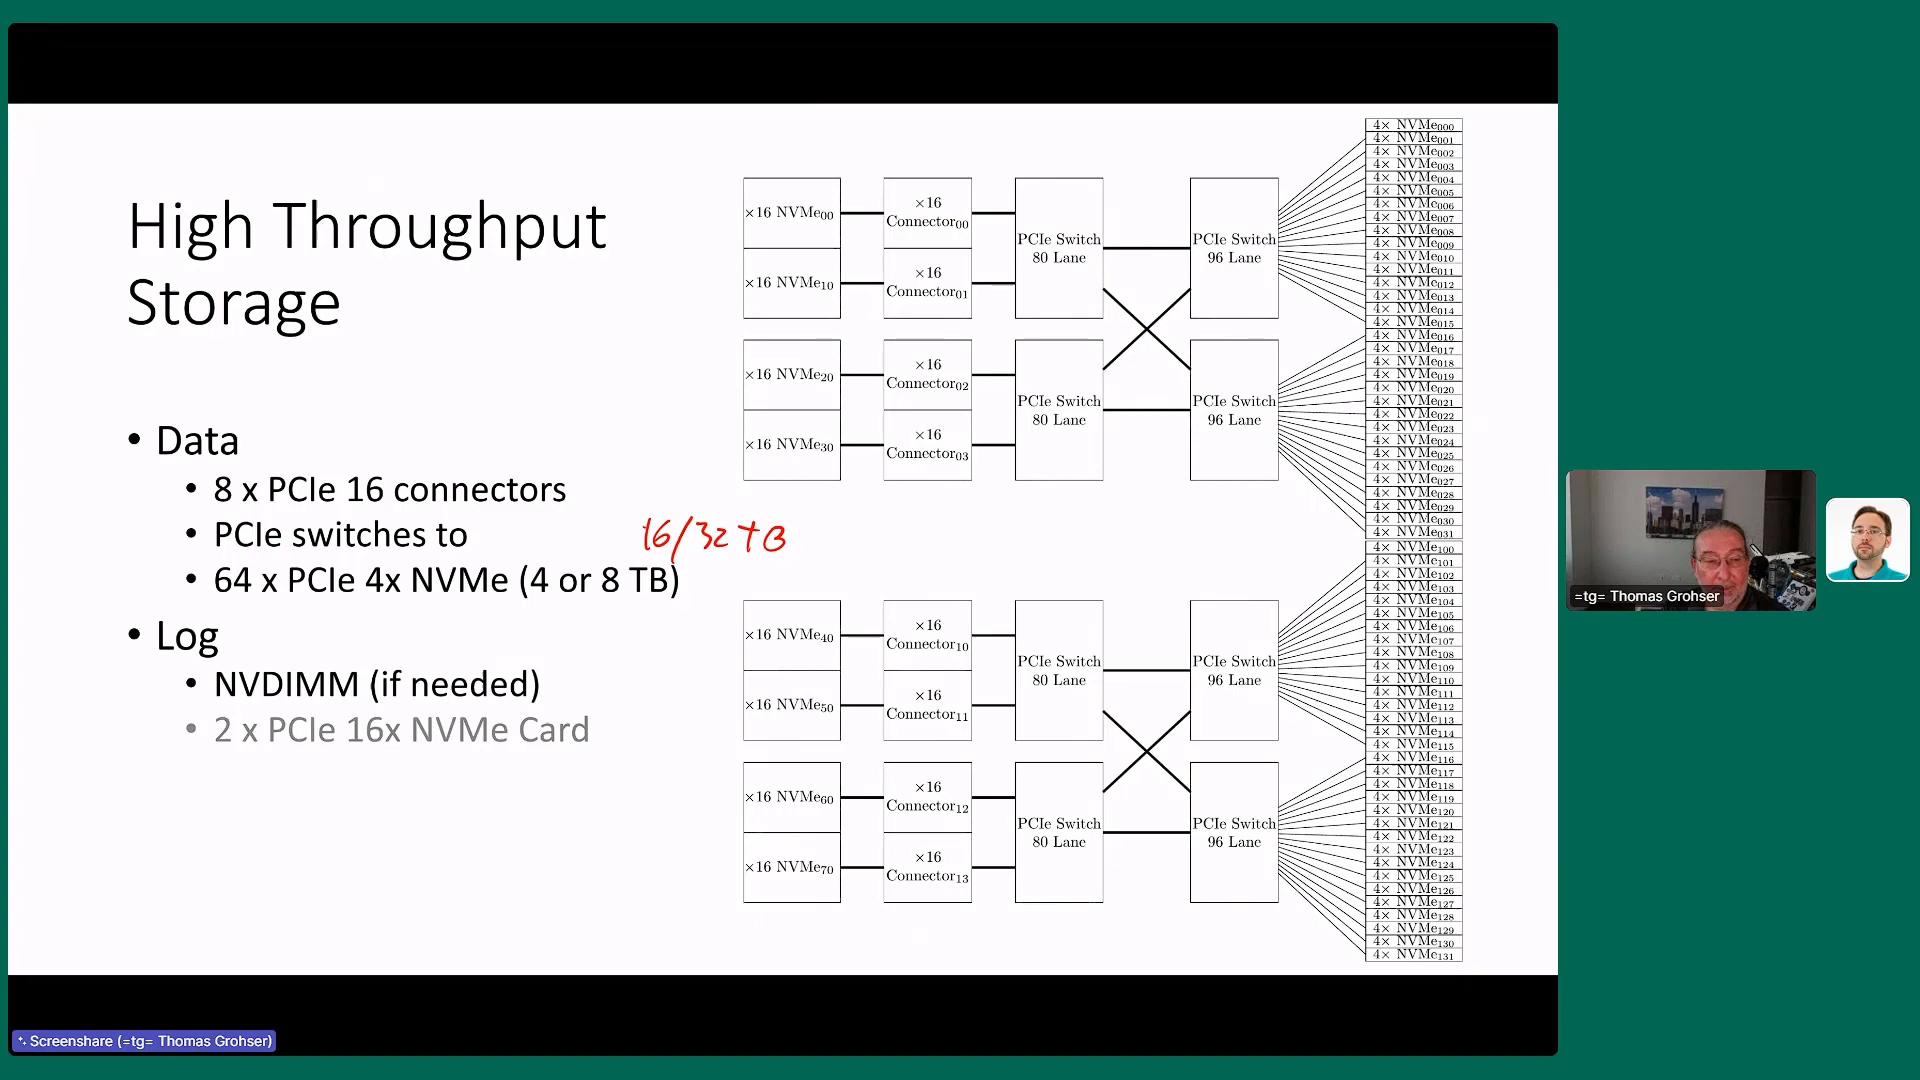 High Throughput
Storage
• Data
• 8 x PCIe 16 connectors
• PCIe switches to
16/32 TB
• 64 x PCIe 4x NVMe (4 or 8 TB)
• Log
• NVDIMM (if needed)
• 2 x PCIe 16x NVMe Card
×16 NVMe00
×16 NVMe10
×16 NVMe20
×16 NVMe30
×16 NVMe40
×16 NVMe50
×16 NVMe60
×16 NVMe70
×16
Connector00
×16
Connector01
×16
Connector02
×16
Connector03
×16
Connector10
×16
Connector11
×16
Connector12
×16
Connector13
PCIe Switch
80 Lane
PCIe Switch
80 Lane
PCIe Switch
80 Lane
PCIe Switch
80 Lane
PCIe Switch
96 Lane
PCIe Switch
96 Lane
PCIe Switch
96 Lane
PCIe Switch
96 Lane
4× NVMe000
4× NVMe001
4× NVMe002
4× NVMe003
4× NVMe004
4× NVMe005
4× NVMe006
4× NVMe007
4× NVMe008
4× NVMe009
4× NVMe010
4× NVMe011
4× NVMe012
4× NVMe013
4× NVMe014
4× NVMe015
4× NVMe016
4× NVMe017
4× NVMe018
4× NVMe019
4× NVMe020
4× NVMe021
4× NVMe022
4× NVMe023
4× NVMe024
4× NVMe025
4× NVMe026
4× NVMe027
4× NVMe028
4× NVMe029
4× NVMe030
4× NVMe031
4× NVMe100
4× NVMe101
4× NVMe102
4× NVMe103
4× NVMe104
4× NVMe105
4× NVMe106
4× NVMe107
4× NVMe108
4× NVMe109
4× NVMe110
4× NVMe111
4× NVMe112
4× NVMe113
4× NVMe114
4× NVMe115
4× NVMe116
4× NVMe117
4× NVMe118
4× NVMe119
4× NVMe120
4× NVMe121
4× NVMe122
4× NVMe123
4× NVMe124
4× NVMe125
4× NVMe126
4× NVMe127
4× NVMe128
4× NVMe129
4× NVMe130
4× NVMe131
=tg= Thomas Grohser
Screenshare (=tg= Thomas Grohser)